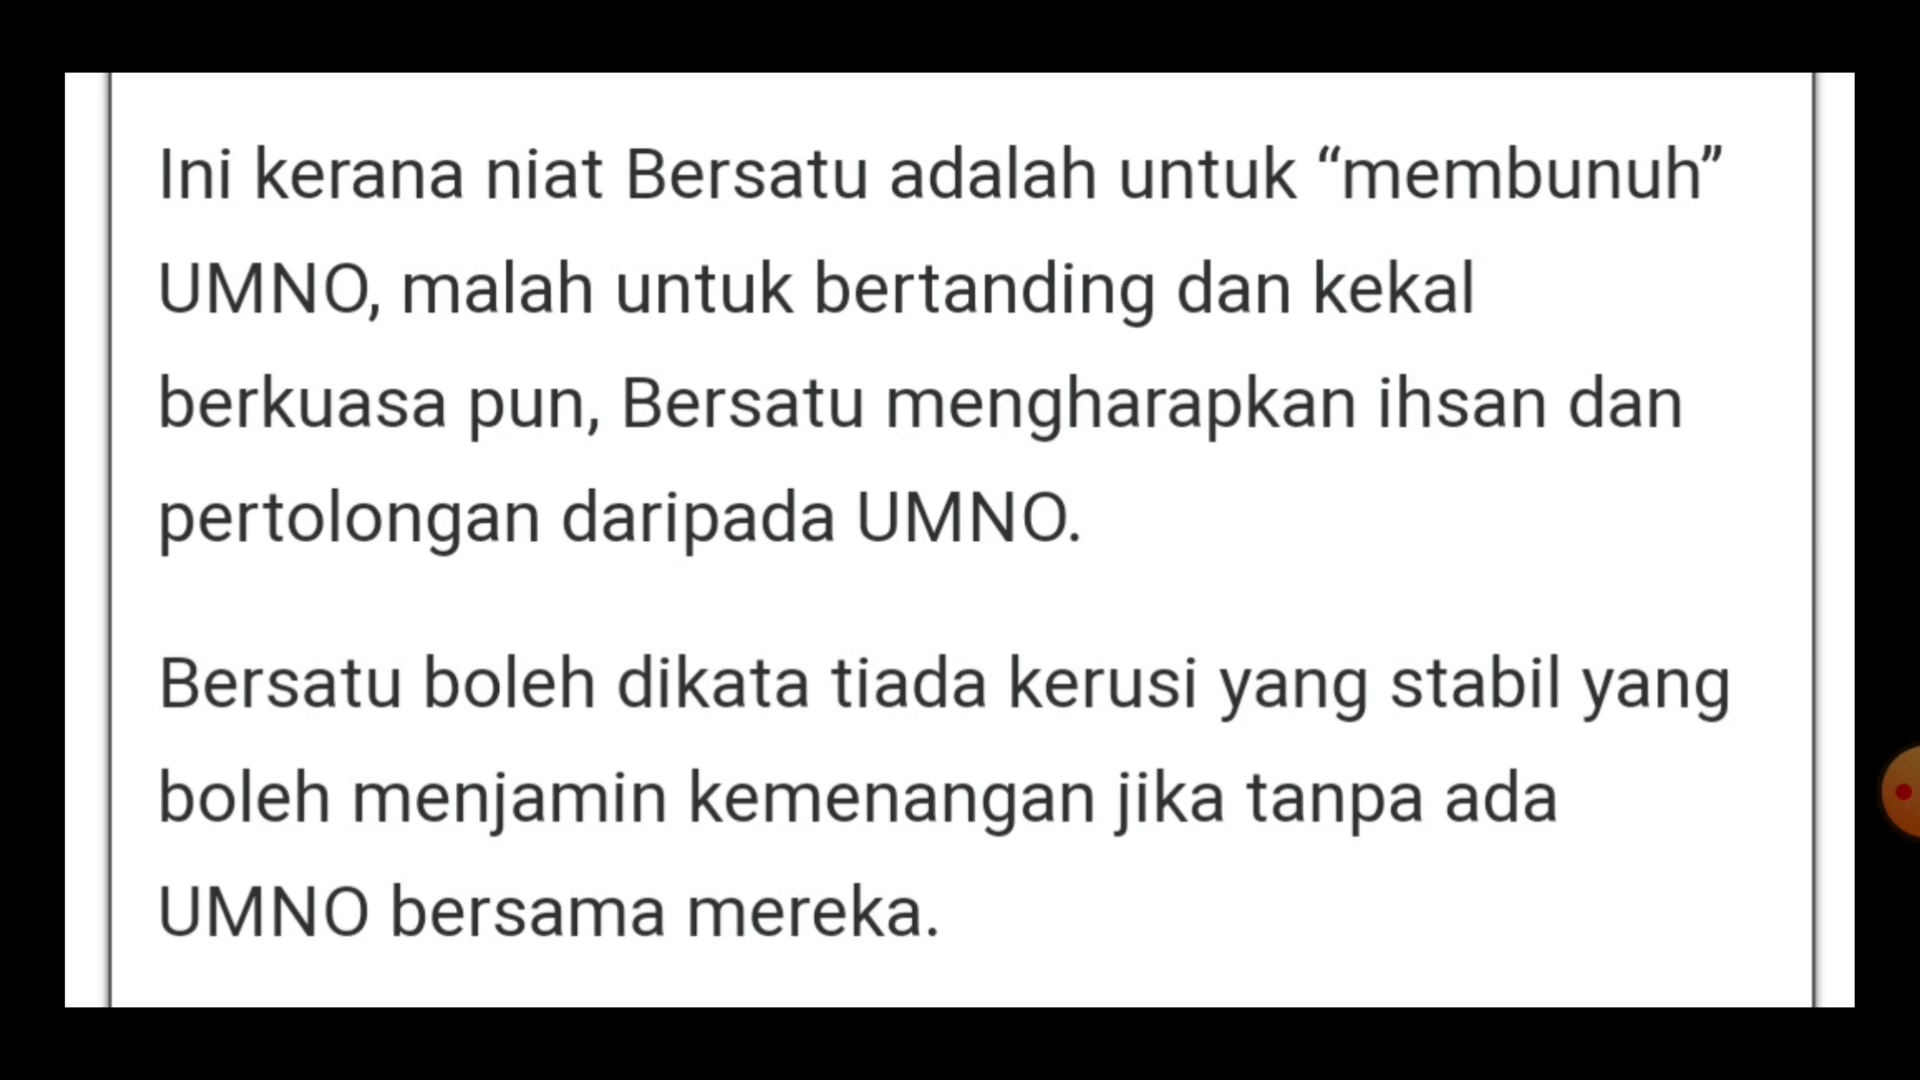 Ini kerana niat Bersatu adalah untuk “membunuh”
UMNO, malah untuk bertanding dan kekal
berkuasa pun, Bersatu mengharapkan ihsan dan
pertolongan daripada UMNO.
Bersatu boleh dikata tiada kerusi yang stabil yang
boleh menjamin kemenangan jika tanpa ada
UMNO bersama mereka.